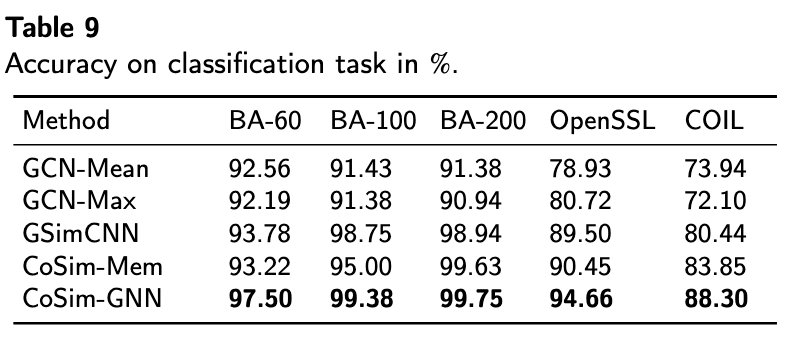 Table 9
Accuracy on classification task in %.
Method BA-60 BA-100 BA-200 OpenSSL COIL
GCN-Mean 92.56 91.43 91.38 78.93 73.94
GCN-Max 92.19 91.38 90.94 80.72 72.10
GSimCNN 93.78 98.75 98.94 89.50 80.44
CoSim-Mem 93.22 95.00 99.63 90.45 83.85
CoSim-GNN 97.50 99.38 99.75 94.66 88.30